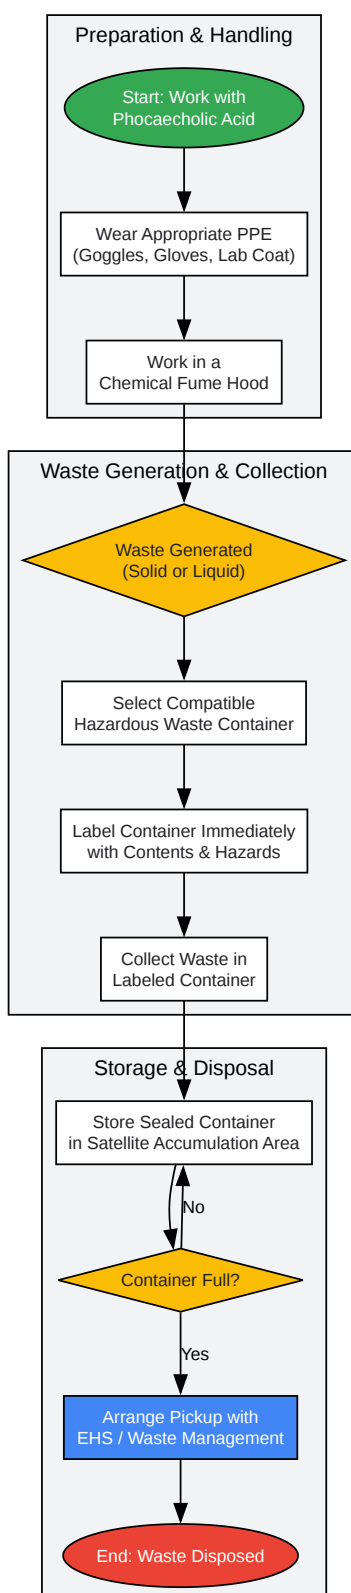 Preparation & Handling
Start: Work with
Phocaecholic Acid
Wear Appropriate PPE
(Goggles, Gloves, Lab Coat)
Work in a
Chemical Fume Hood
Waste Generation & Collection
Waste Generated
(Solid or Liquid)
Select Compatible
Hazardous Waste Container
Label Container Immediately
with Contents & Hazards
Collect Waste in
Labeled Container
Storage & Disposal
Store Sealed Container
in Satellite Accumulation Area
No
Container Full?
Yes
Arrange Pickup with
EHS / Waste Management
End: Waste Disposed